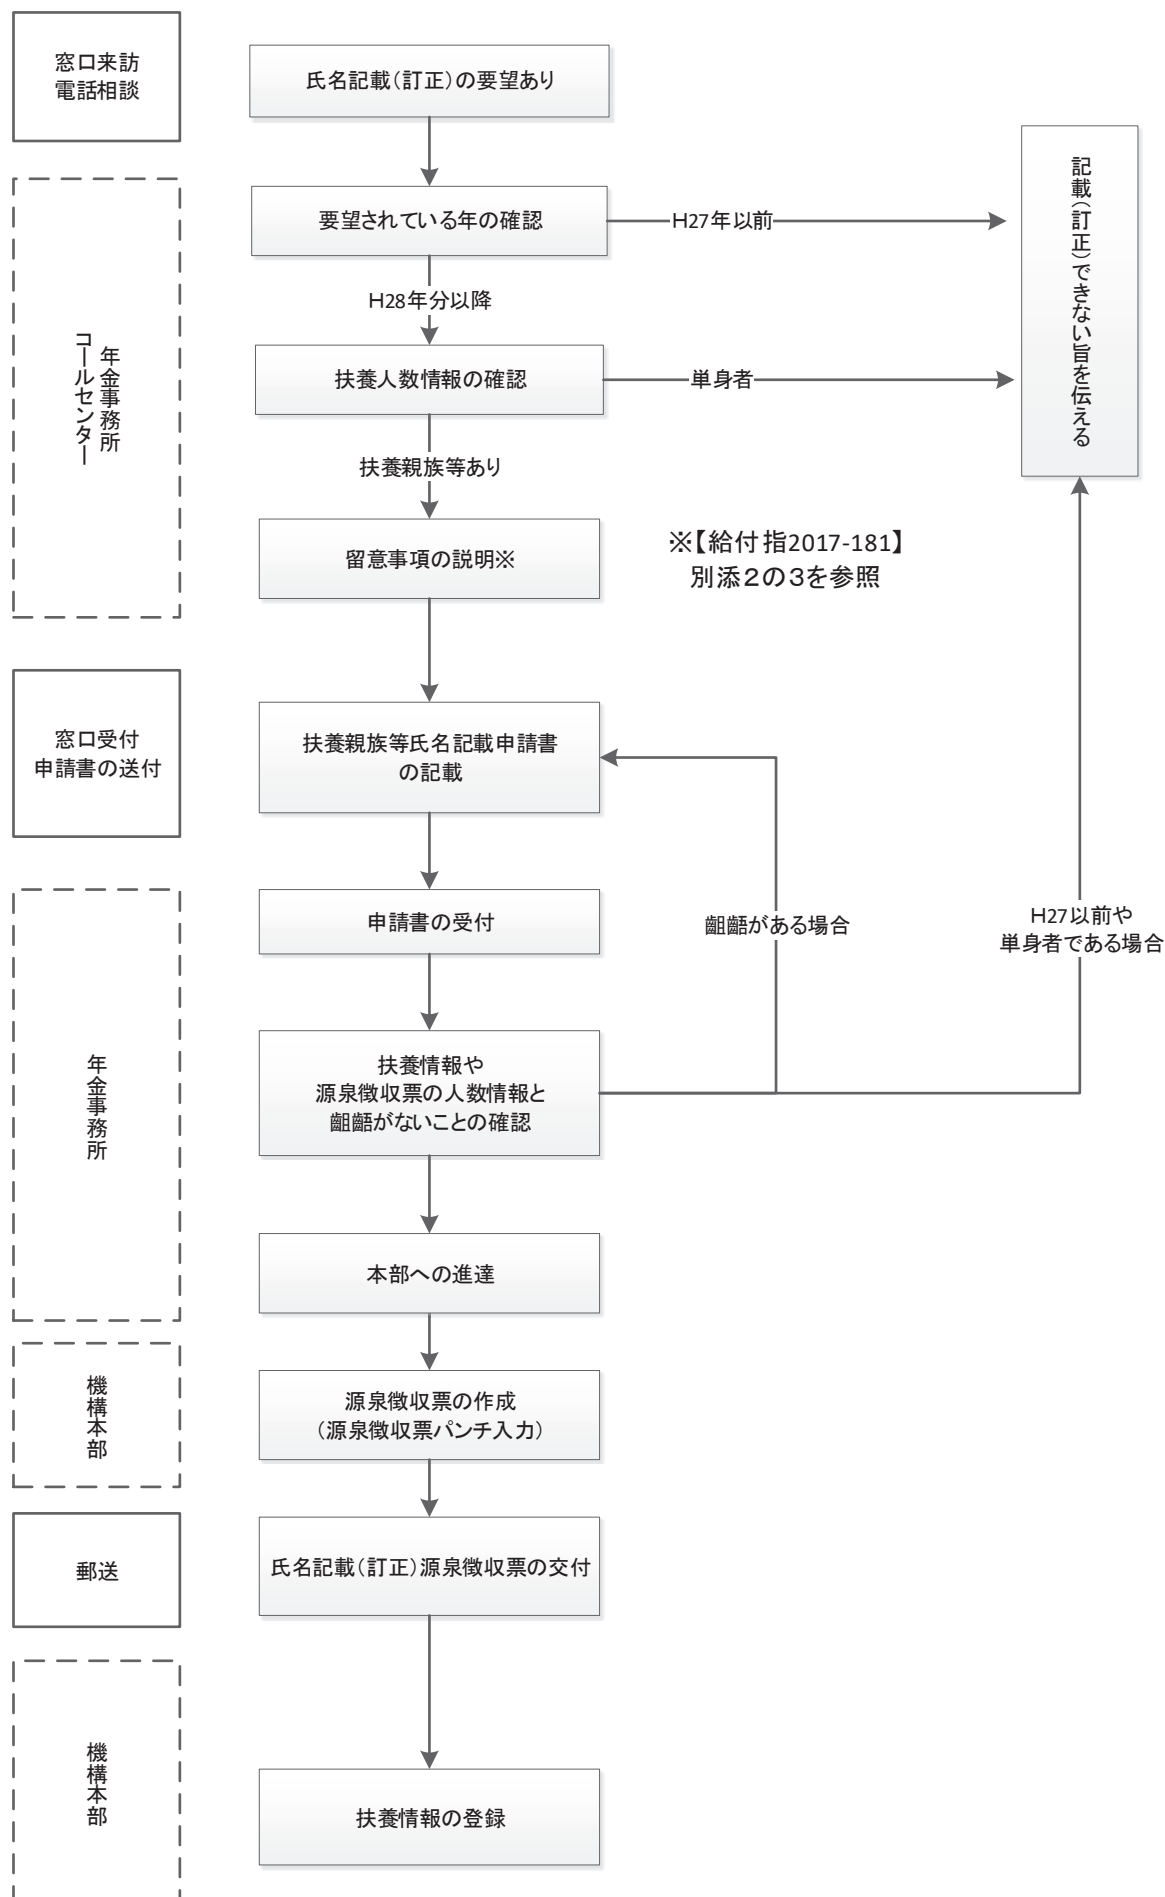 窓口来訪
電話相談
氏名記載（訂正）の要望あり
要望されている年の確認
H27年以前
記載（訂正）できない旨を伝える
H28年分以降
年金事務所
コールセンター
扶養人数情報の確認
単身者
扶養親族等あり
留意事項の説明※
※【給付指2017-181】
別添２の３を参照
窓口受付
申請書の送付
扶養親族等氏名記載申請書
の記載
申請書の受付
齟齬がある場合
H27以前や
単身者である場合
年金事務所
扶養情報や
源泉徴収票の人数情報と
齟齬がないことの確認
本部への進達
機構本部
源泉徴収票の作成
（源泉徴収票パンチ入力）
郵送
氏名記載（訂正）源泉徴収票の交付
機構本部
扶養情報の登録